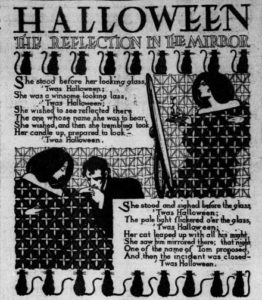 HALLOWEEN
THE REFLECTION IN THE MIRROR
She stood before her looking glass,
'Twas Halloween;
She was a winsome looking lass,
'Twas Halloween;
She wished to see reflected there
The one whose name she was to bear,
She wished, and then she trembling took
Her candle up, prepared to look—
'Twas Halloween.
She stood and sighed before the glass,
'Twas Halloween;
The pale light flickered o'er the glass,
'Twas Halloween;
Her cat leaped up with all his might,
She saw him mirrored there; that night
One of the name of Tom proposed,
And then the incident was closed—
'Twas Halloween.